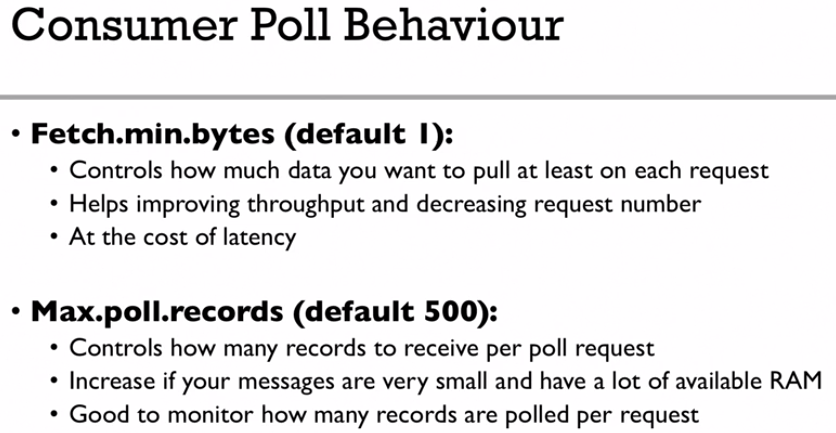 Consumer Poll Behaviour
• Fetch.min.bytes (default 1):
• Controls how much data you want to pull at least on each request
• Helps improving throughput and decreasing request number
• At the cost of latency
• Max.poll.records (default 500):
• Controls how many records to receive per poll request
• Increase if your messages are very small and have a lot of available RAM
• Good to monitor how many records are polled per request